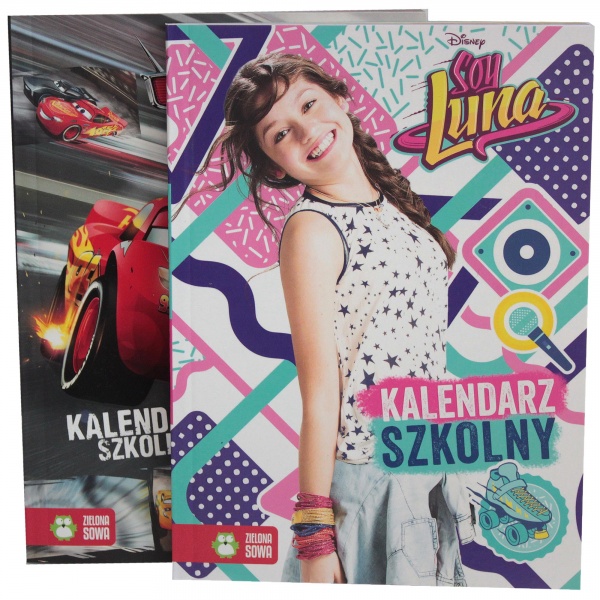 Disney
SOY
Luna
KALENDARZ
SZKOLNY
ZIELONA
SOWA
KALEND
SZKOL
ZIELONA
SOWA